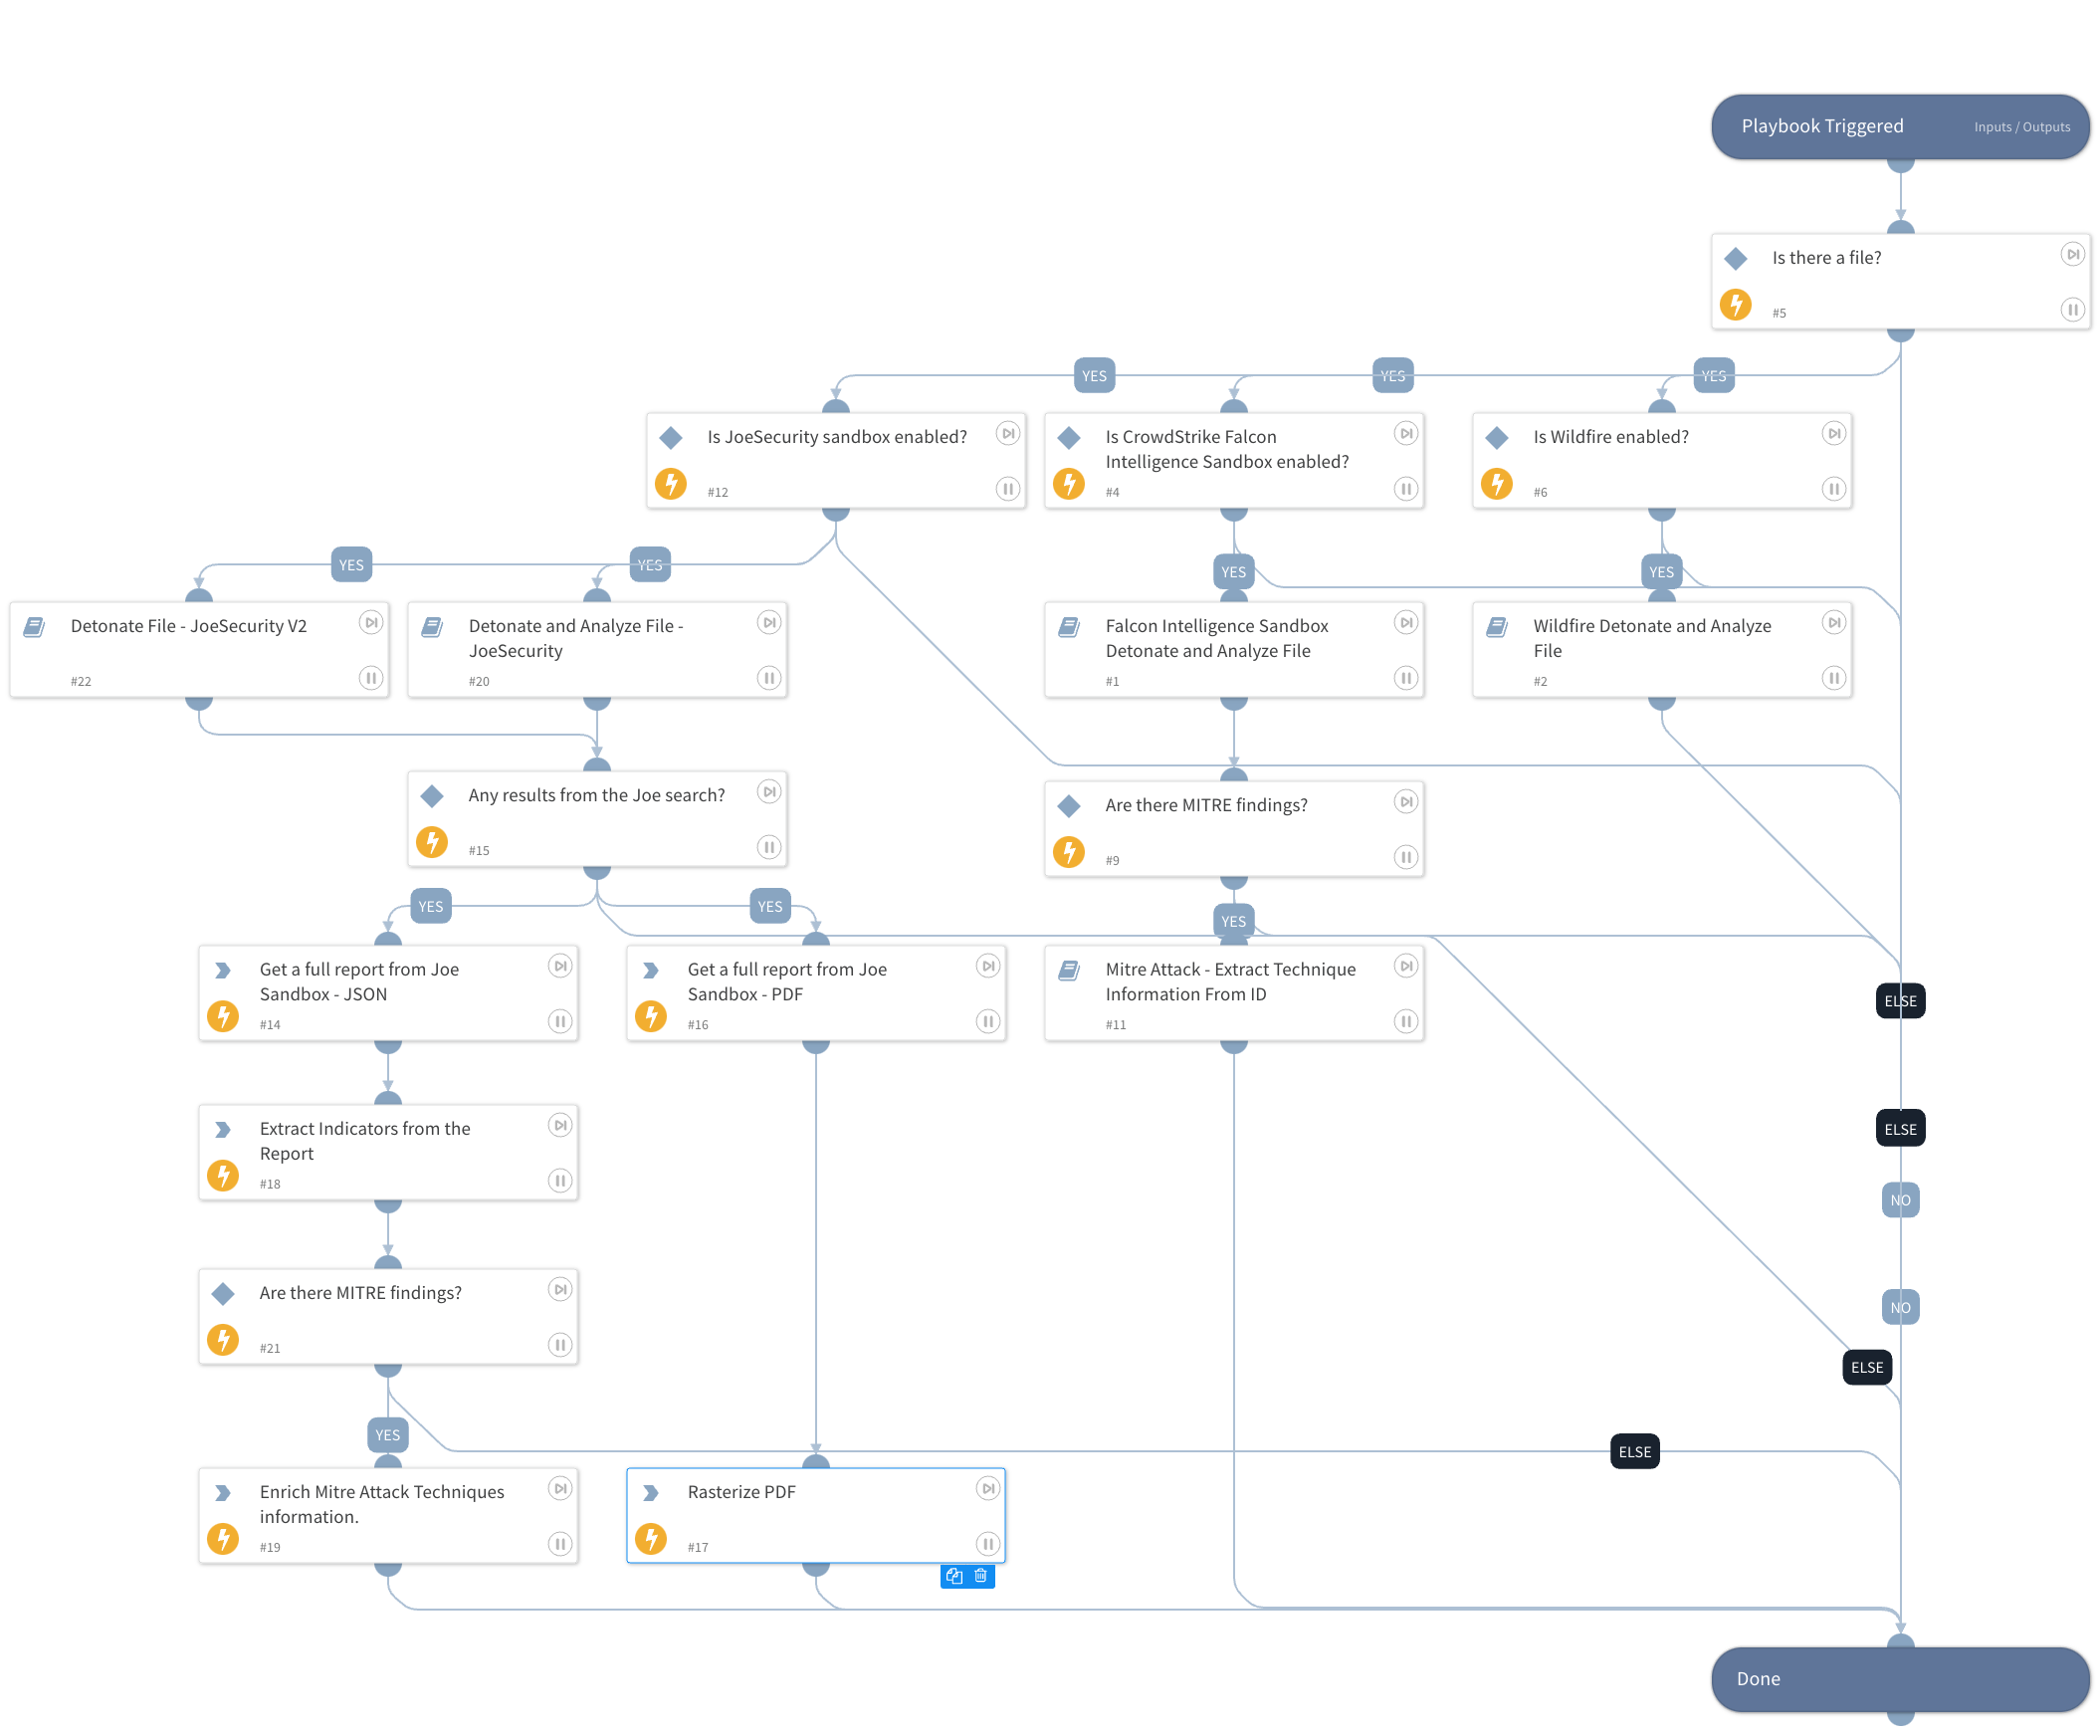 Playbook Triggered
Inputs / Outputs
Is there a file?
#5
YES
YES
YES
Is JoeSecurity sandbox enabled?
#12
Is CrowdStrike Falcon
Intelligence Sandbox enabled?
#4
Is Wildfire enabled?
#6
YES
YES
YES
YES
Detonate File - JoeSecurity V2
#22
Detonate and Analyze File -
JoeSecurity
#20
Falcon Intelligence Sandbox
Detonate and Analyze File
#1
Wildfire Detonate and Analyze
File
#2
Any results from the Joe search?
#15
Are there MITRE findings?
#9
YES
YES
YES
Get a full report from Joe
Sandbox - JSON
#14
Get a full report from Joe
Sandbox - PDF
#16
Mitre Attack - Extract Technique
Information From ID
#11
ELSE
Extract Indicators from the
Report
#18
ELSE
NO
Are there MITRE findings?
#21
NO
ELSE
YES
ELSE
Enrich Mitre Attack Techniques
information.
#19
Rasterize PDF
#17
Done